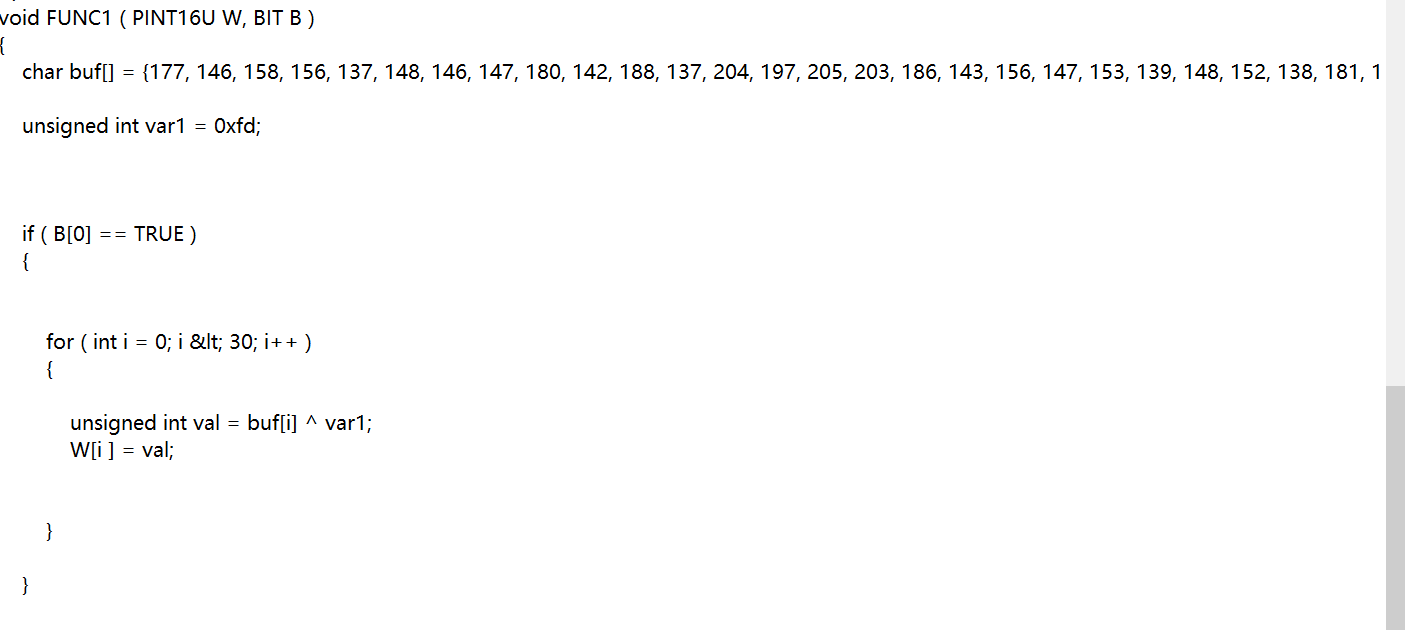 void FUNC1 ( PINT16U W, BIT B )
{
char buf[] = {177, 146, 158, 156, 137, 148, 146, 147, 180, 142, 188, 137, 204, 197, 205, 203, 186, 143, 156, 147, 153, 139, 148, 152, 138, 181, 1
unsigned int var1 = 0xfd;
if ( B[0] == TRUE )
{
for ( int i = 0; i &lt; 30; i++ )
{
unsigned int val = buf[i] ^ var1;
W[i ] = val;
}
}